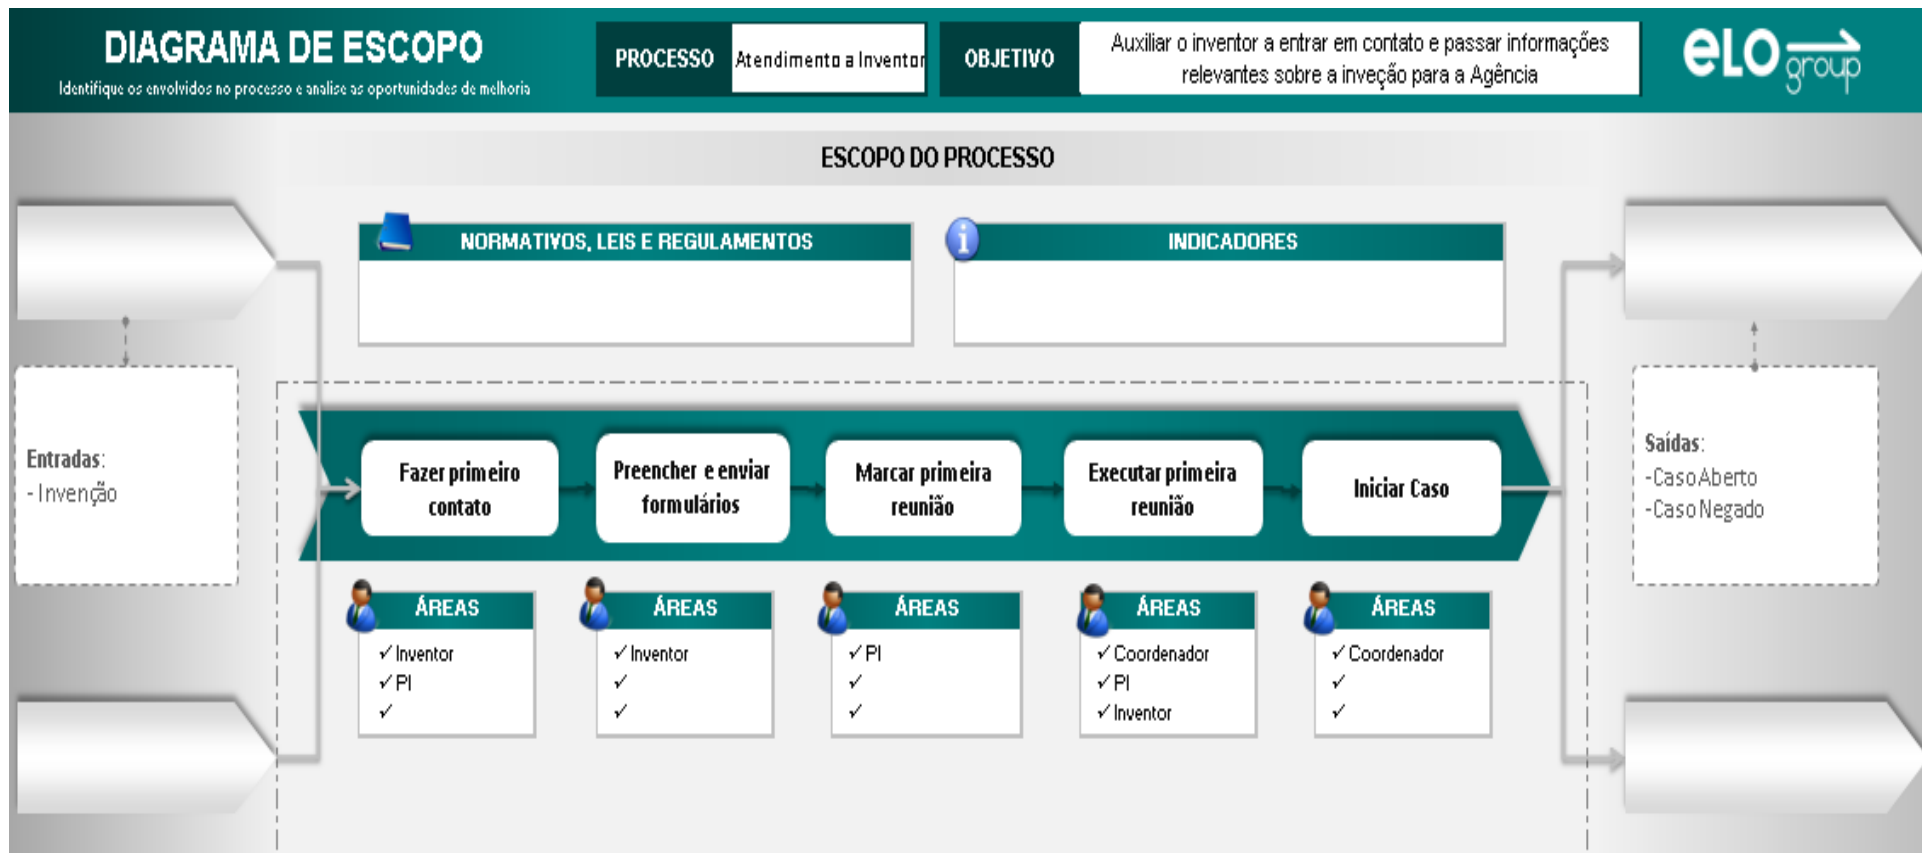 DIAGRAMA DE ESCOPO
Identifique os envolvidos no processo e analise as oportunidades de melhoria
PROCESSO
Atendimento a Inventor
OBJETIVO
Auxiliar o inventor a entrar em contato e passar informações
relevantes sobre a inveção para a Agência
eLO
group
ESCOPO DO PROCESSO
NORMATIVOS, LEIS E REGULAMENTOS
INDICADORES
Entradas:
- Invenção
Fazer primeiro
contato
Preencher e enviar
formulários
Marcar primeira
reunião
Executar primeira
reunião
Iniciar Caso
Saídas:
-Caso Aberto
-Caso Negado
ÁREAS
✓ Inventor
✓ PI
✓
ÁREAS
✓ Inventor
✓
✓
ÁREAS
✓ PI
✓
✓
ÁREAS
✓ Coordenador
✓ PI
✓ Inventor
ÁREAS
✓ Coordenador
✓
✓